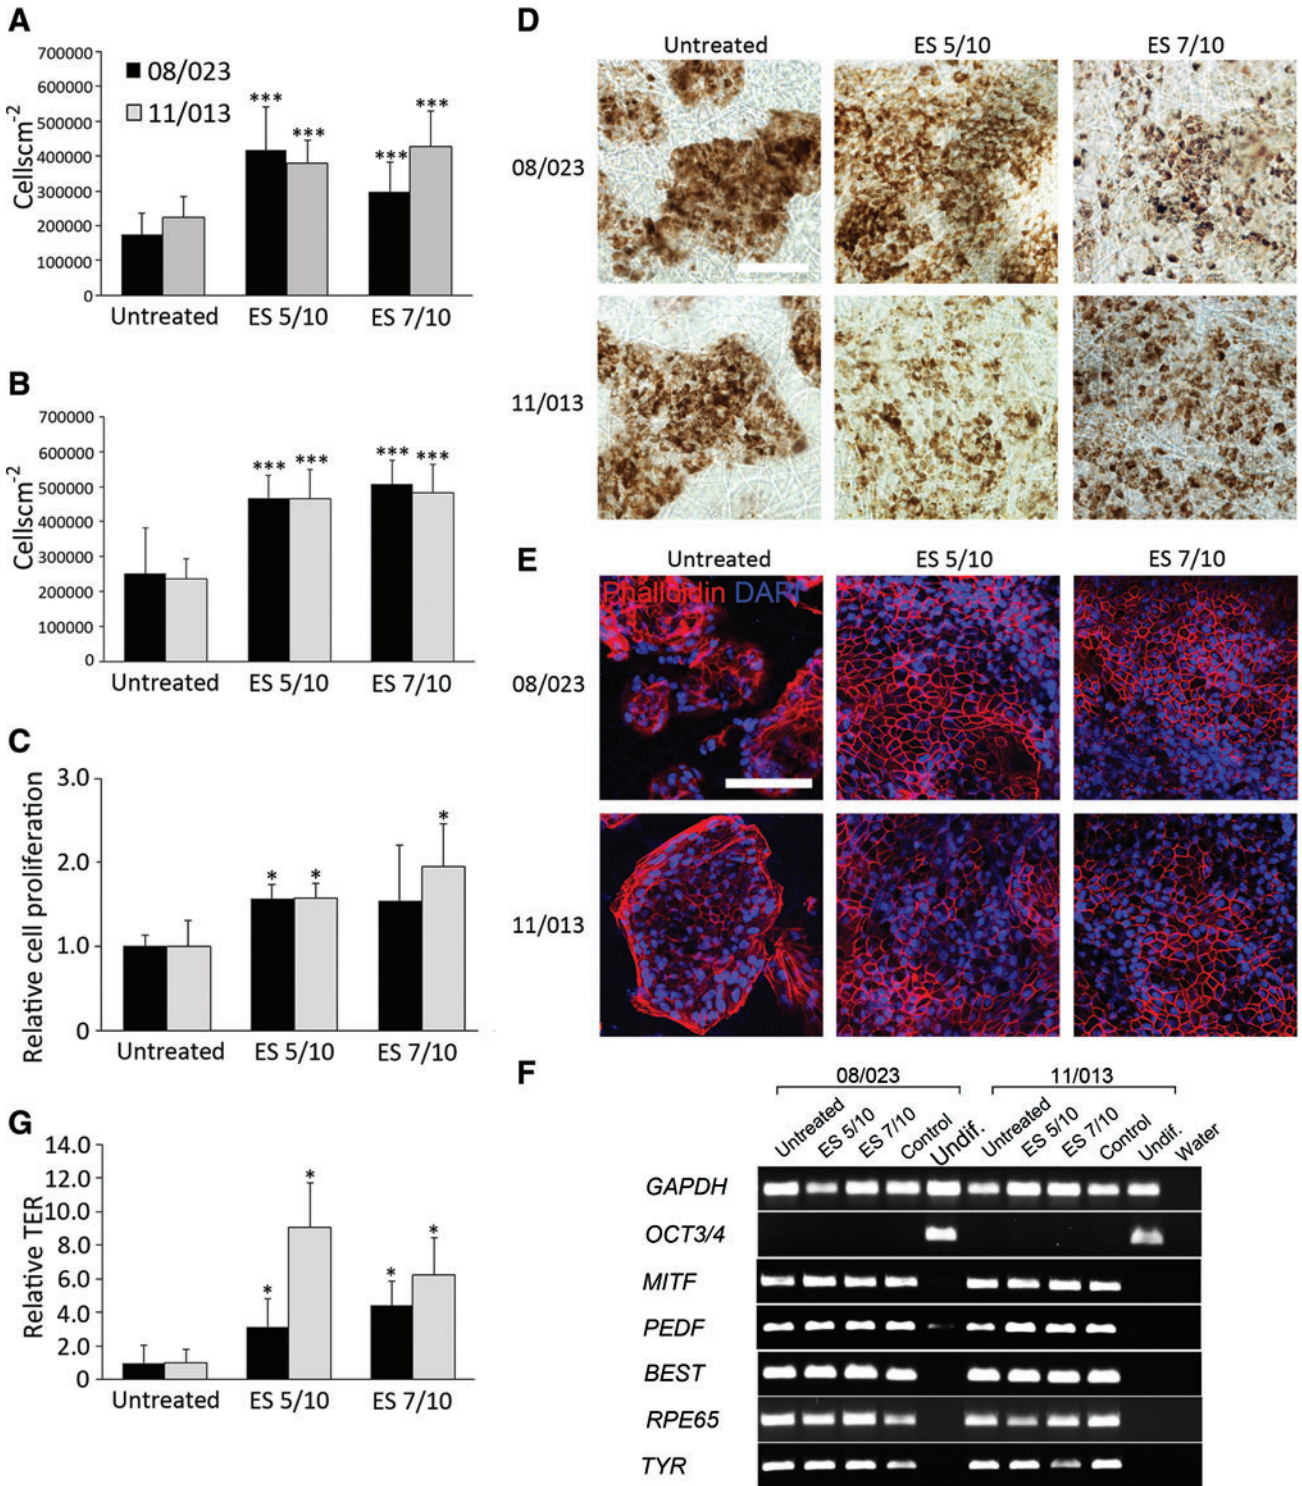 A
700000
600000
500000
400000
300000
200000
100000
0
Cellscm-2
08/023
11/013
***
***
***
***
Untreated ES 5/10 ES 7/10
B
700000
600000
500000
400000
300000
200000
100000
0
Cellscm-2
***
***
***
***
Untreated ES 5/10 ES 7/10
C
3.0
2.0
1.0
0
Relative cell proliferation
*
*
*
Untreated ES 5/10 ES 7/10
G
14.0
12.0
10.0
8.0
6.0
4.0
2.0
0
Relative TER
*
*
*
*
Untreated ES 5/10 ES 7/10
D
Untreated ES 5/10 ES 7/10
08/023
11/013
E
Untreated ES 5/10 ES 7/10
Phalloidin DAPI
08/023
11/013
F
08/023 11/013
Untreated ES 5/10 ES 7/10 Control Undif. Untreated ES 5/10 ES 7/10 Control Undif. Water
GAPDH
OCT3/4
MITF
PEDF
BEST
RPE65
TYR